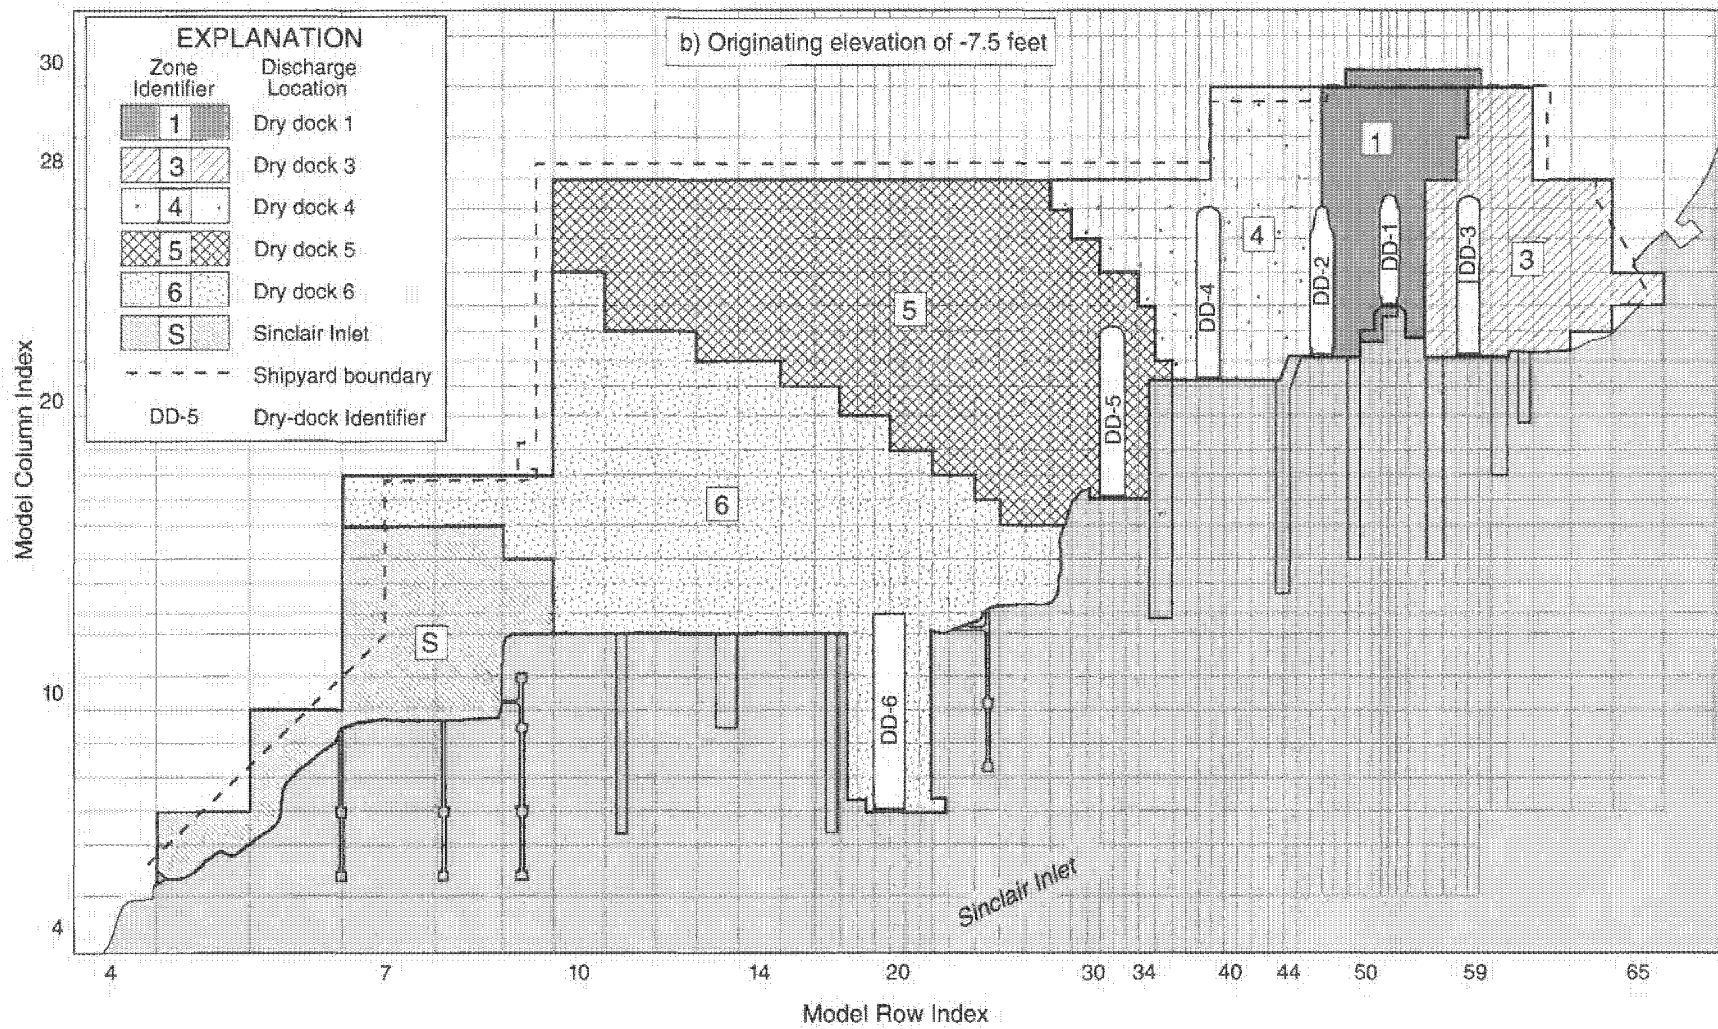 EXPLANATION
Zone Identifier
Discharge Location
1 Dry dock 1
3 Dry dock 3
4 Dry dock 4
5 Dry dock 5
6 Dry dock 6
S Sinclair Inlet
Shipyard boundary
DD-5 Dry-dock Identifier
b) Originating elevation of -7.5 feet
Model Column Index
30
28
20
10
4
1
4
3
5
6
S
DD-4
DD-2
DD-1
DD-3
DD-5
DD-6
Sinclair Inlet
4 7 10 14 20 30 34 40 44 50 59 65
Model Row Index